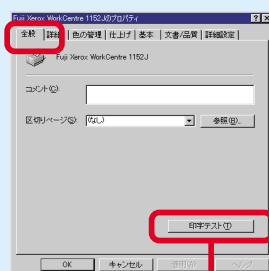 Fuji Xerox WorkCentre 1152Jのプロパティ
全般 詳細 色の管理 仕上げ 基本 文書/品質 詳細設定
Fuji Xerox WorkCentre 1152J
コメント(C):
区切りページ(S): (なし) 参照(B)...
印字テスト(T)
OK キャンセル 適用(A) ヘルプ